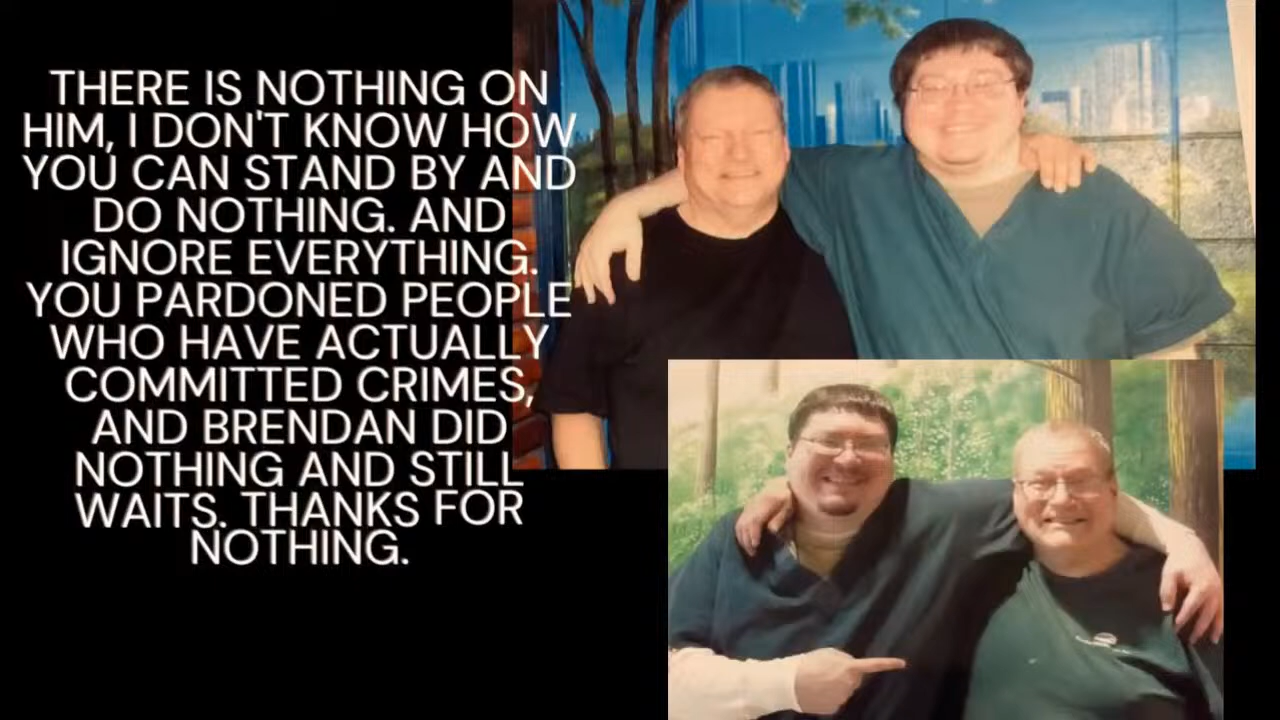 THERE IS NOTHING ON
HIM, I DON'T KNOW HOW
YOU CAN STAND BY AND
DO NOTHING. AND
IGNORE EVERYTHING.
YOU PARDONED PEOPLE
WHO HAVE ACTUALLY
COMMITTED CRIMES,
AND BRENDAN DID
NOTHING AND STILL
WAITS. THANKS FOR
NOTHING.